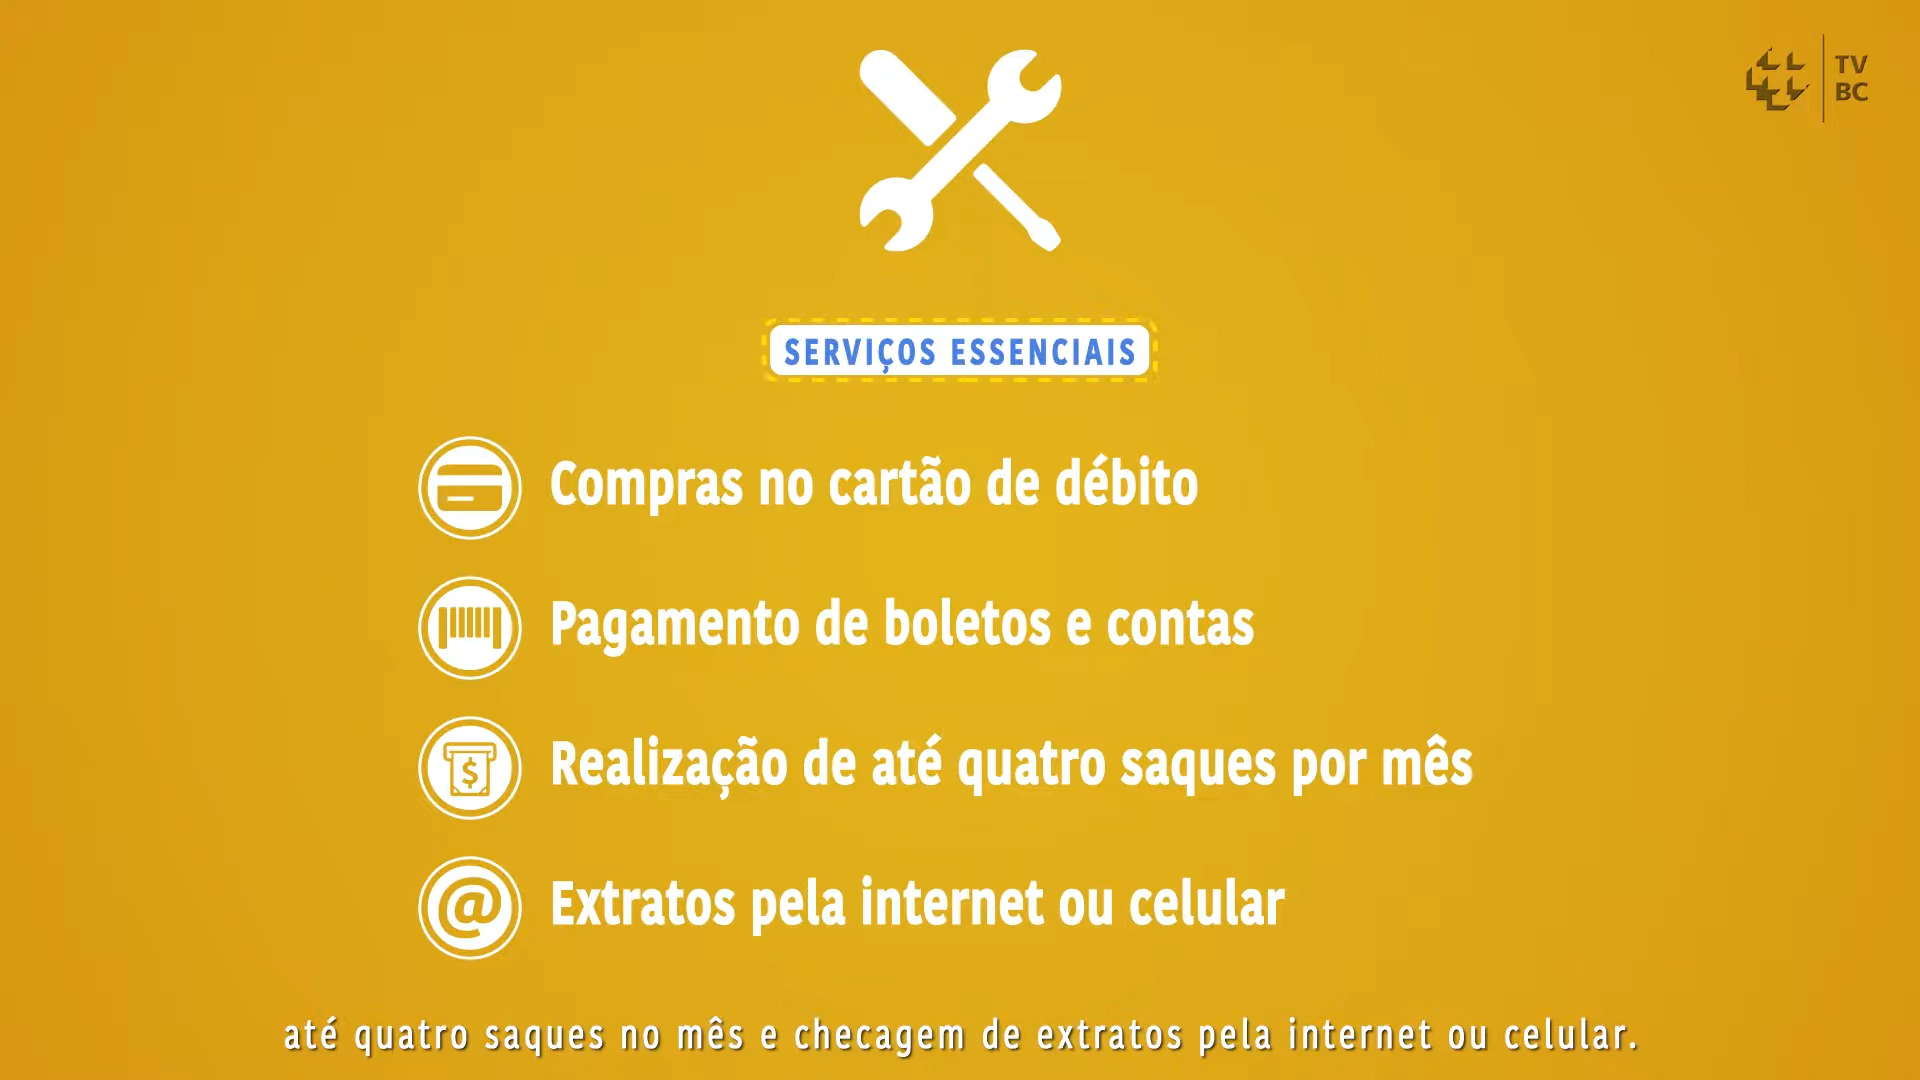 TV
BC
SERVIÇOS ESSENCIAIS
Compras no cartão de débito
Pagamento de boletos e contas
$
Realização de até quatro saques por mês
@
Extratos pela internet ou celular
até quatro saques no mês e checagem de extratos pela internet ou celular.